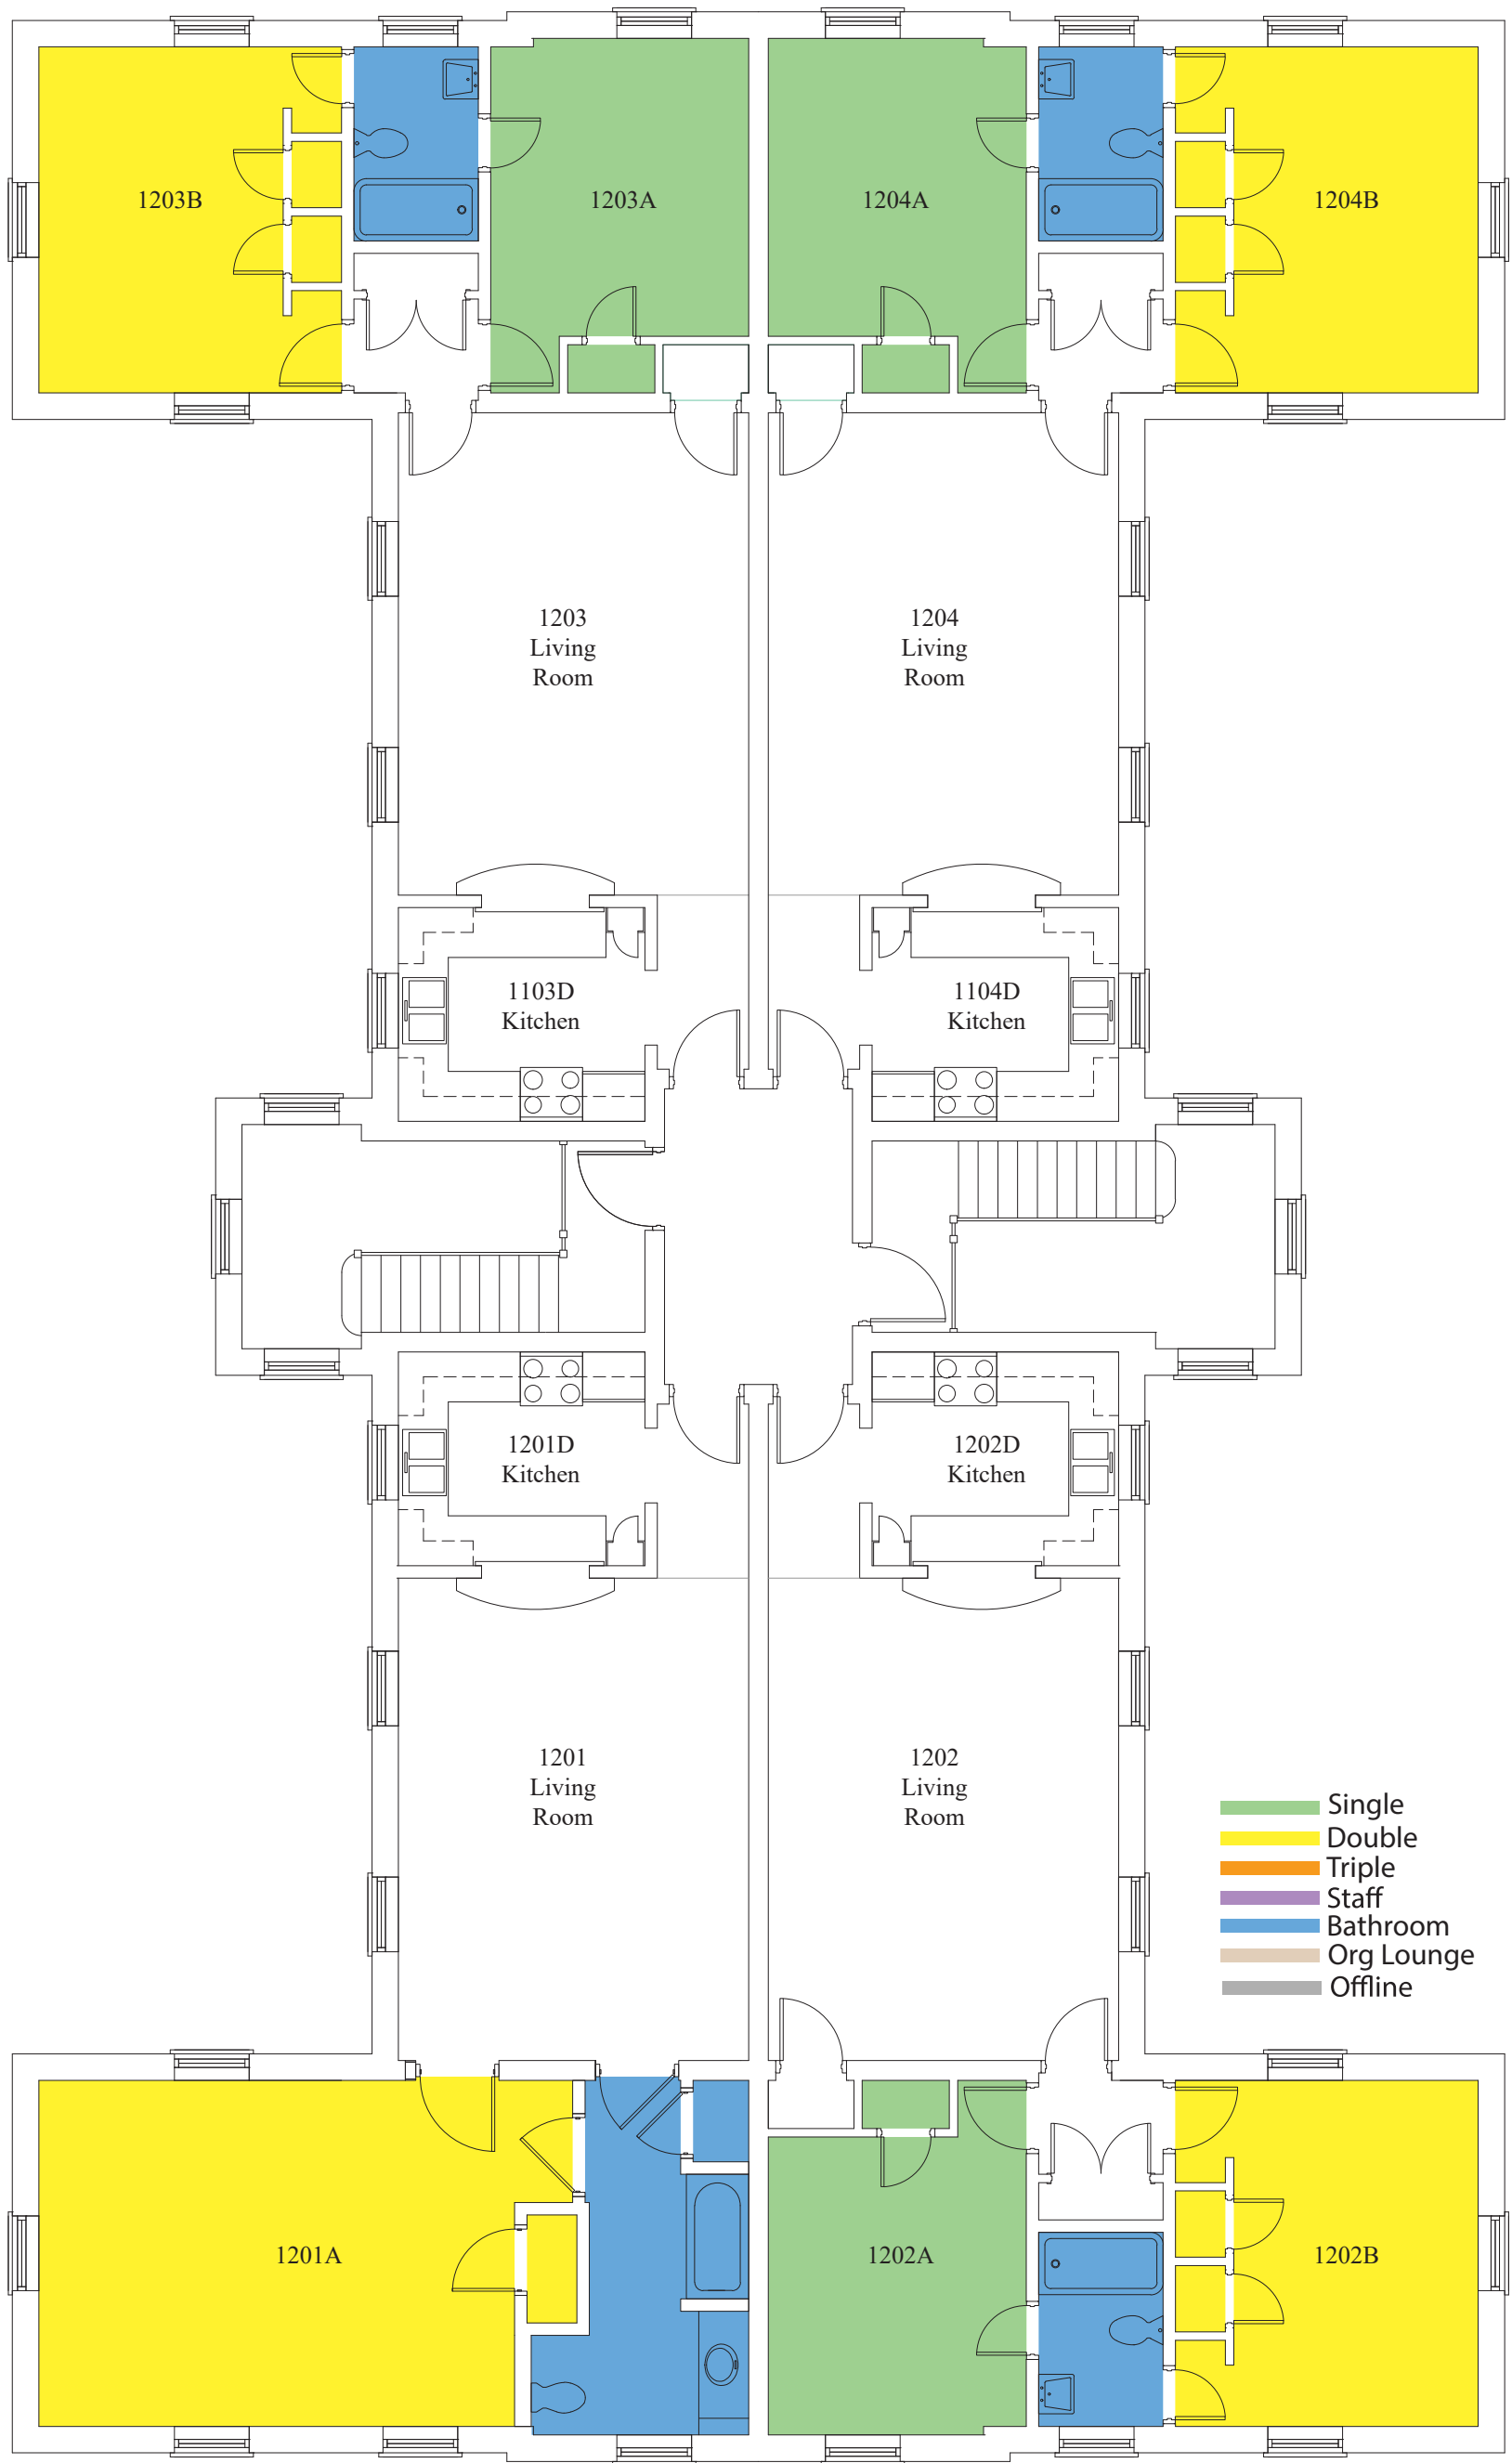 1203B
1203A
1204A
1204B
1203
Living
Room
1204
Living
Room
1103D
Kitchen
1104D
Kitchen
1201D
Kitchen
1202D
Kitchen
1201
Living
Room
1202
Living
Room
Single
Double
Triple
Staff
Bathroom
Org Lounge
Offline
1201A
1202A
1202B